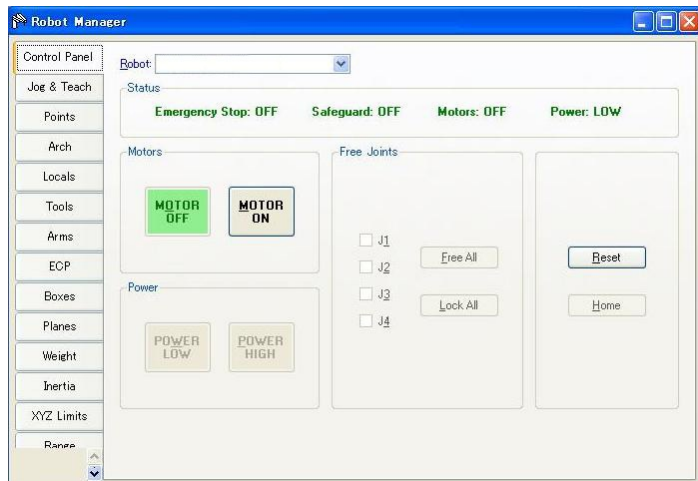 Robot Manager
Control Panel
Jog & Teach
Points
Arch
Locals
Tools
Arms
ECP
Boxes
Planes
Weight
Inertia
XYZ Limits
Range
Robot:
Status
Emergency Stop: OFF Safeguard: OFF Motors: OFF Power: LOW
Motors
MOTOR OFF
MOTOR ON
Power
POWER LOW
POWER HIGH
Free Joints
J1
J2
J3
J4
Free All
Lock All
Reset
Home